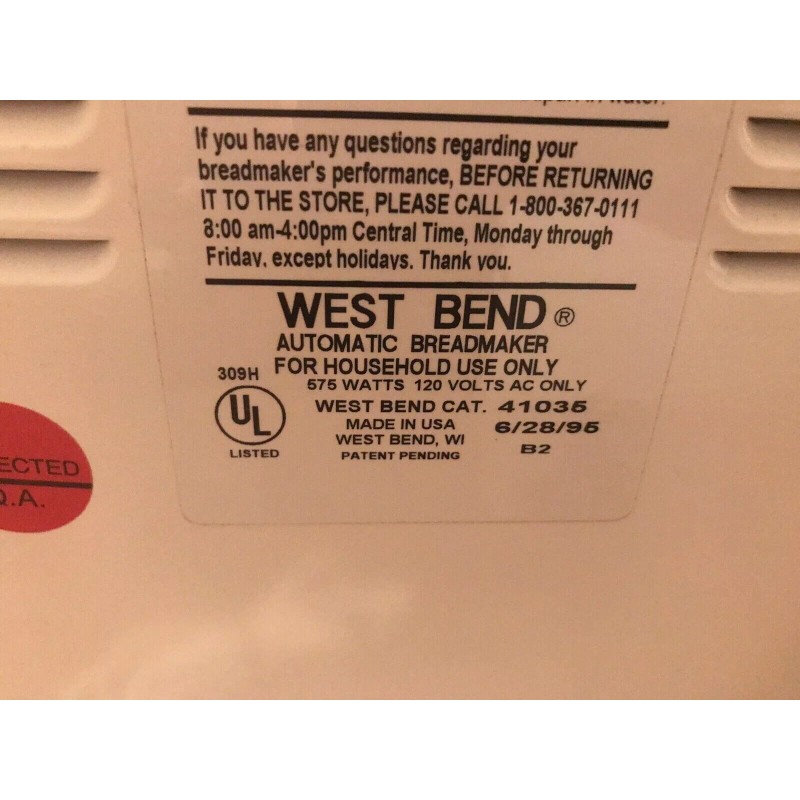 in water.
If you have any questions regarding your
breadmaker's performance, BEFORE RETURNING
IT TO THE STORE, PLEASE CALL 1-800-367-0111
8:00 am-4:00pm Central Time, Monday through
Friday, except holidays. Thank you.
WEST BEND ®
AUTOMATIC BREADMAKER
309H FOR HOUSEHOLD USE ONLY
575 WATTS 120 VOLTS AC ONLY
UL
LISTED
WEST BEND CAT. 41035
MADE IN USA 6/28/95
WEST BEND, WI B2
PATENT PENDING
ECTED
Q.A.